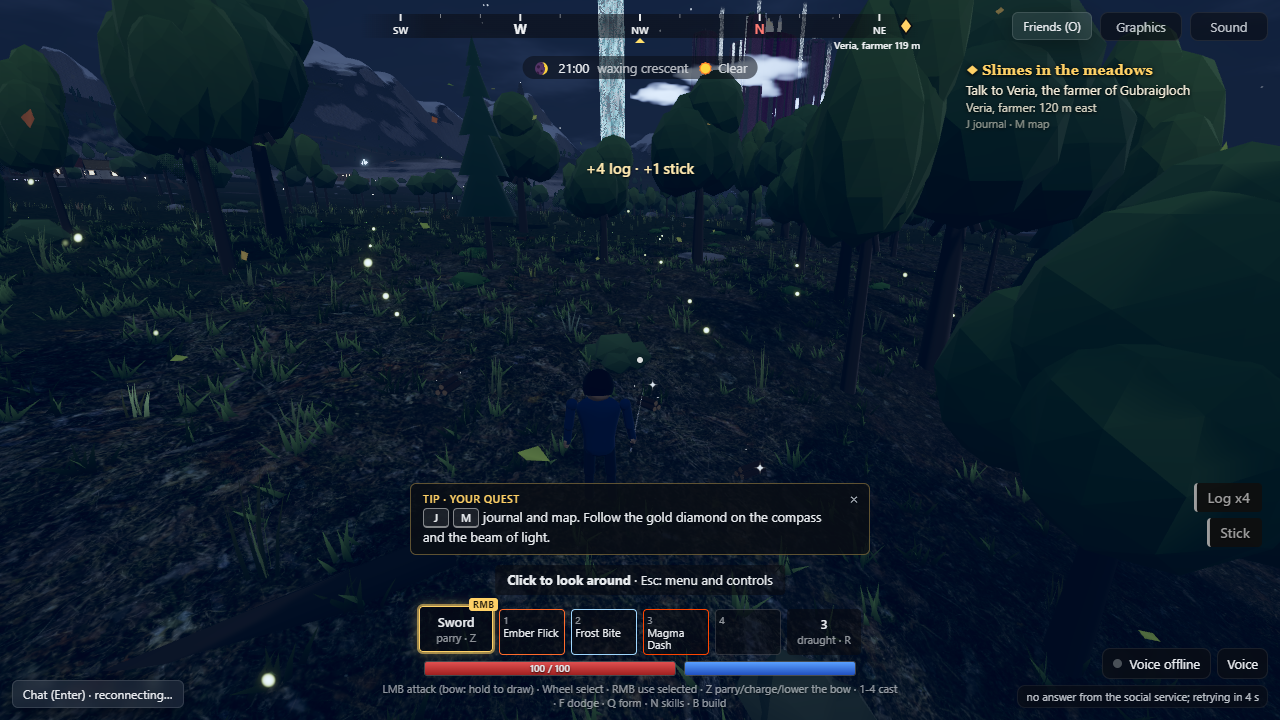 SW
W
NW
N
NE
Veria, farmer 119 m
Friends (O)
Graphics
Sound
21:00 waxing crescent Clear
Slimes in the meadows
Talk to Veria, the farmer of Gubraigloch
Veria, farmer: 120 m east
J journal · M map
+4 log · +1 stick
TIP · YOUR QUEST
J M journal and map. Follow the gold diamond on the compass
and the beam of light.
×
Log x4
Stick
Click to look around · Esc: menu and controls
RMB
Sword
parry · Z
1
Ember Flick
2
Frost Bite
3
Magma
Dash
4
3
draught · R
100 / 100
LMB attack (bow: hold to draw) · Wheel select · RMB use selected · Z parry/charge/lower the bow · 1-4 cast
· F dodge · Q form · N skills · B build
Chat (Enter) · reconnecting...
Voice offline
Voice
no answer from the social service; retrying in 4 s